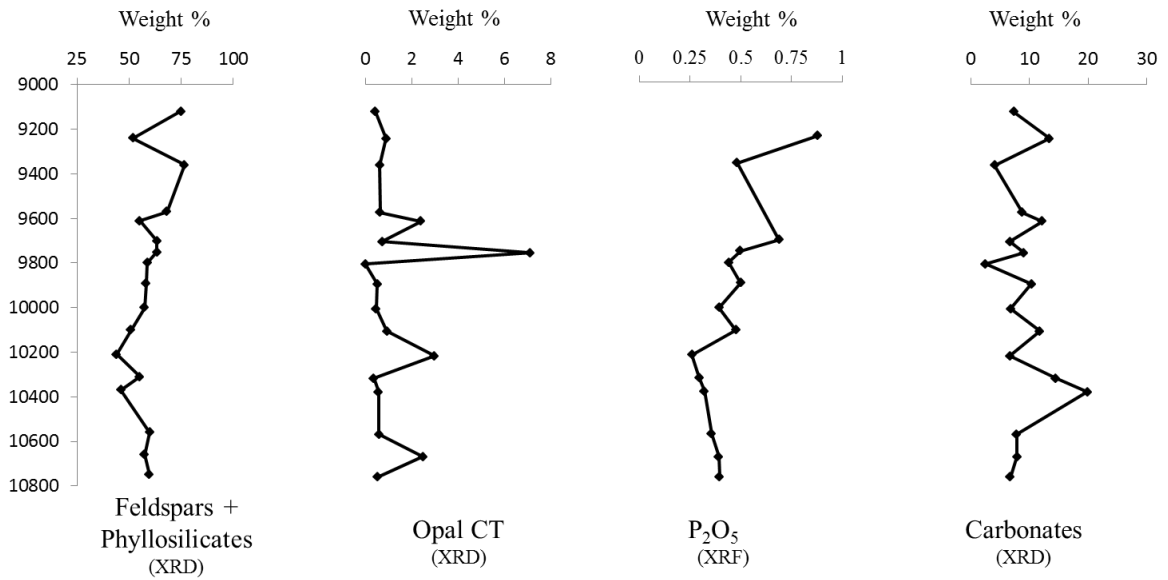 Weight % Weight % Weight % Weight %
25 50 75 100 0 2 4 6 8 0 0.25 0.5 0.75 1 0 10 20 30
9000
9200
9400
9600
9800
10000
10200
10400
10600
10800
Feldspars +
Phyllosilicates
(XRD)
Opal CT
(XRD)
P₂O₅
(XRF)
Carbonates
(XRD)